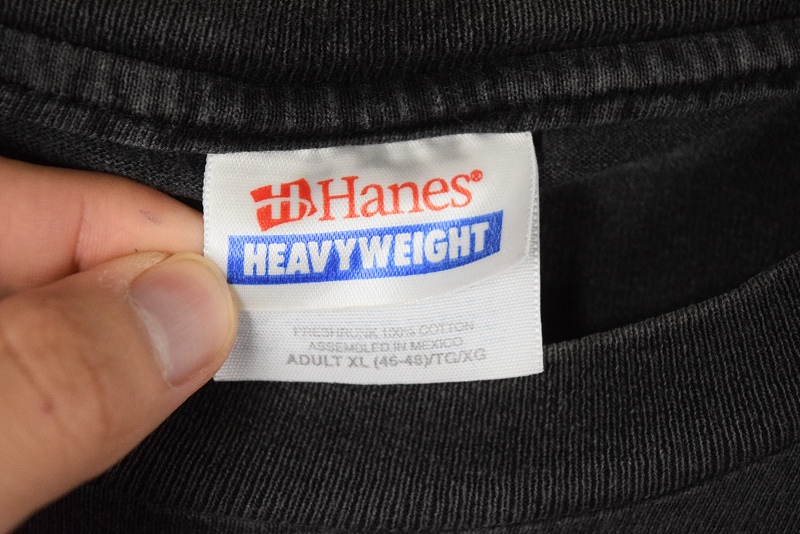 Hanes®
HEAVYWEIGHT
PRESHRUNK 100% COTTON
ASSEMBLED IN MEXICO
ADULT XL (46-48)/TG/XG